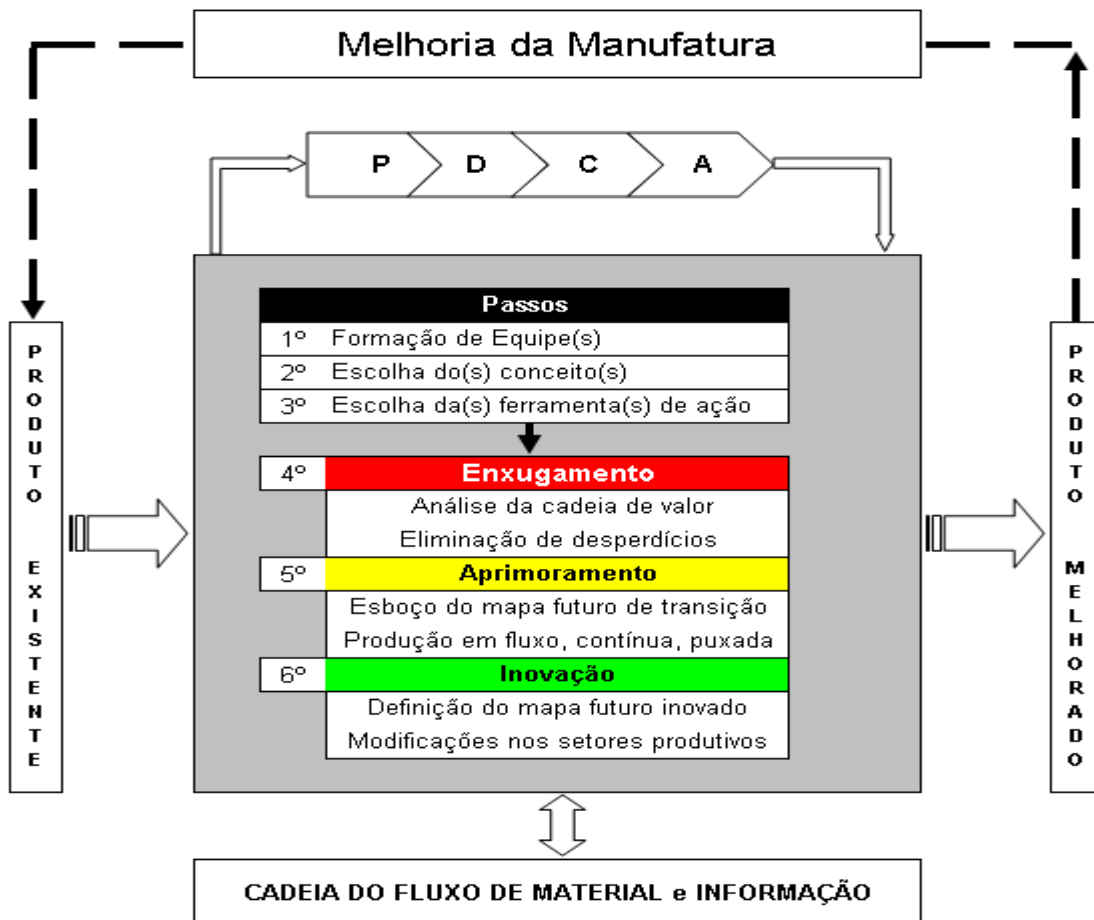 Melhoria da Manufatura
P D C A
Passos
1º Formação de Equipe(s)
2º Escolha do(s) conceito(s)
3º Escolha da(s) ferramenta(s) de ação
4º Enxugamento
Análise da cadeia de valor
Eliminação de desperdícios
5º Aprimoramento
Esboço do mapa futuro de transição
Produção em fluxo, contínua, puxada
6º Inovação
Definição do mapa futuro inovado
Modificações nos setores produtivos
PRODUTO EXISTENTE
PRODUTO MELHORADO
CADEIA DO FLUXO DE MATERIAL e INFORMAÇÃO